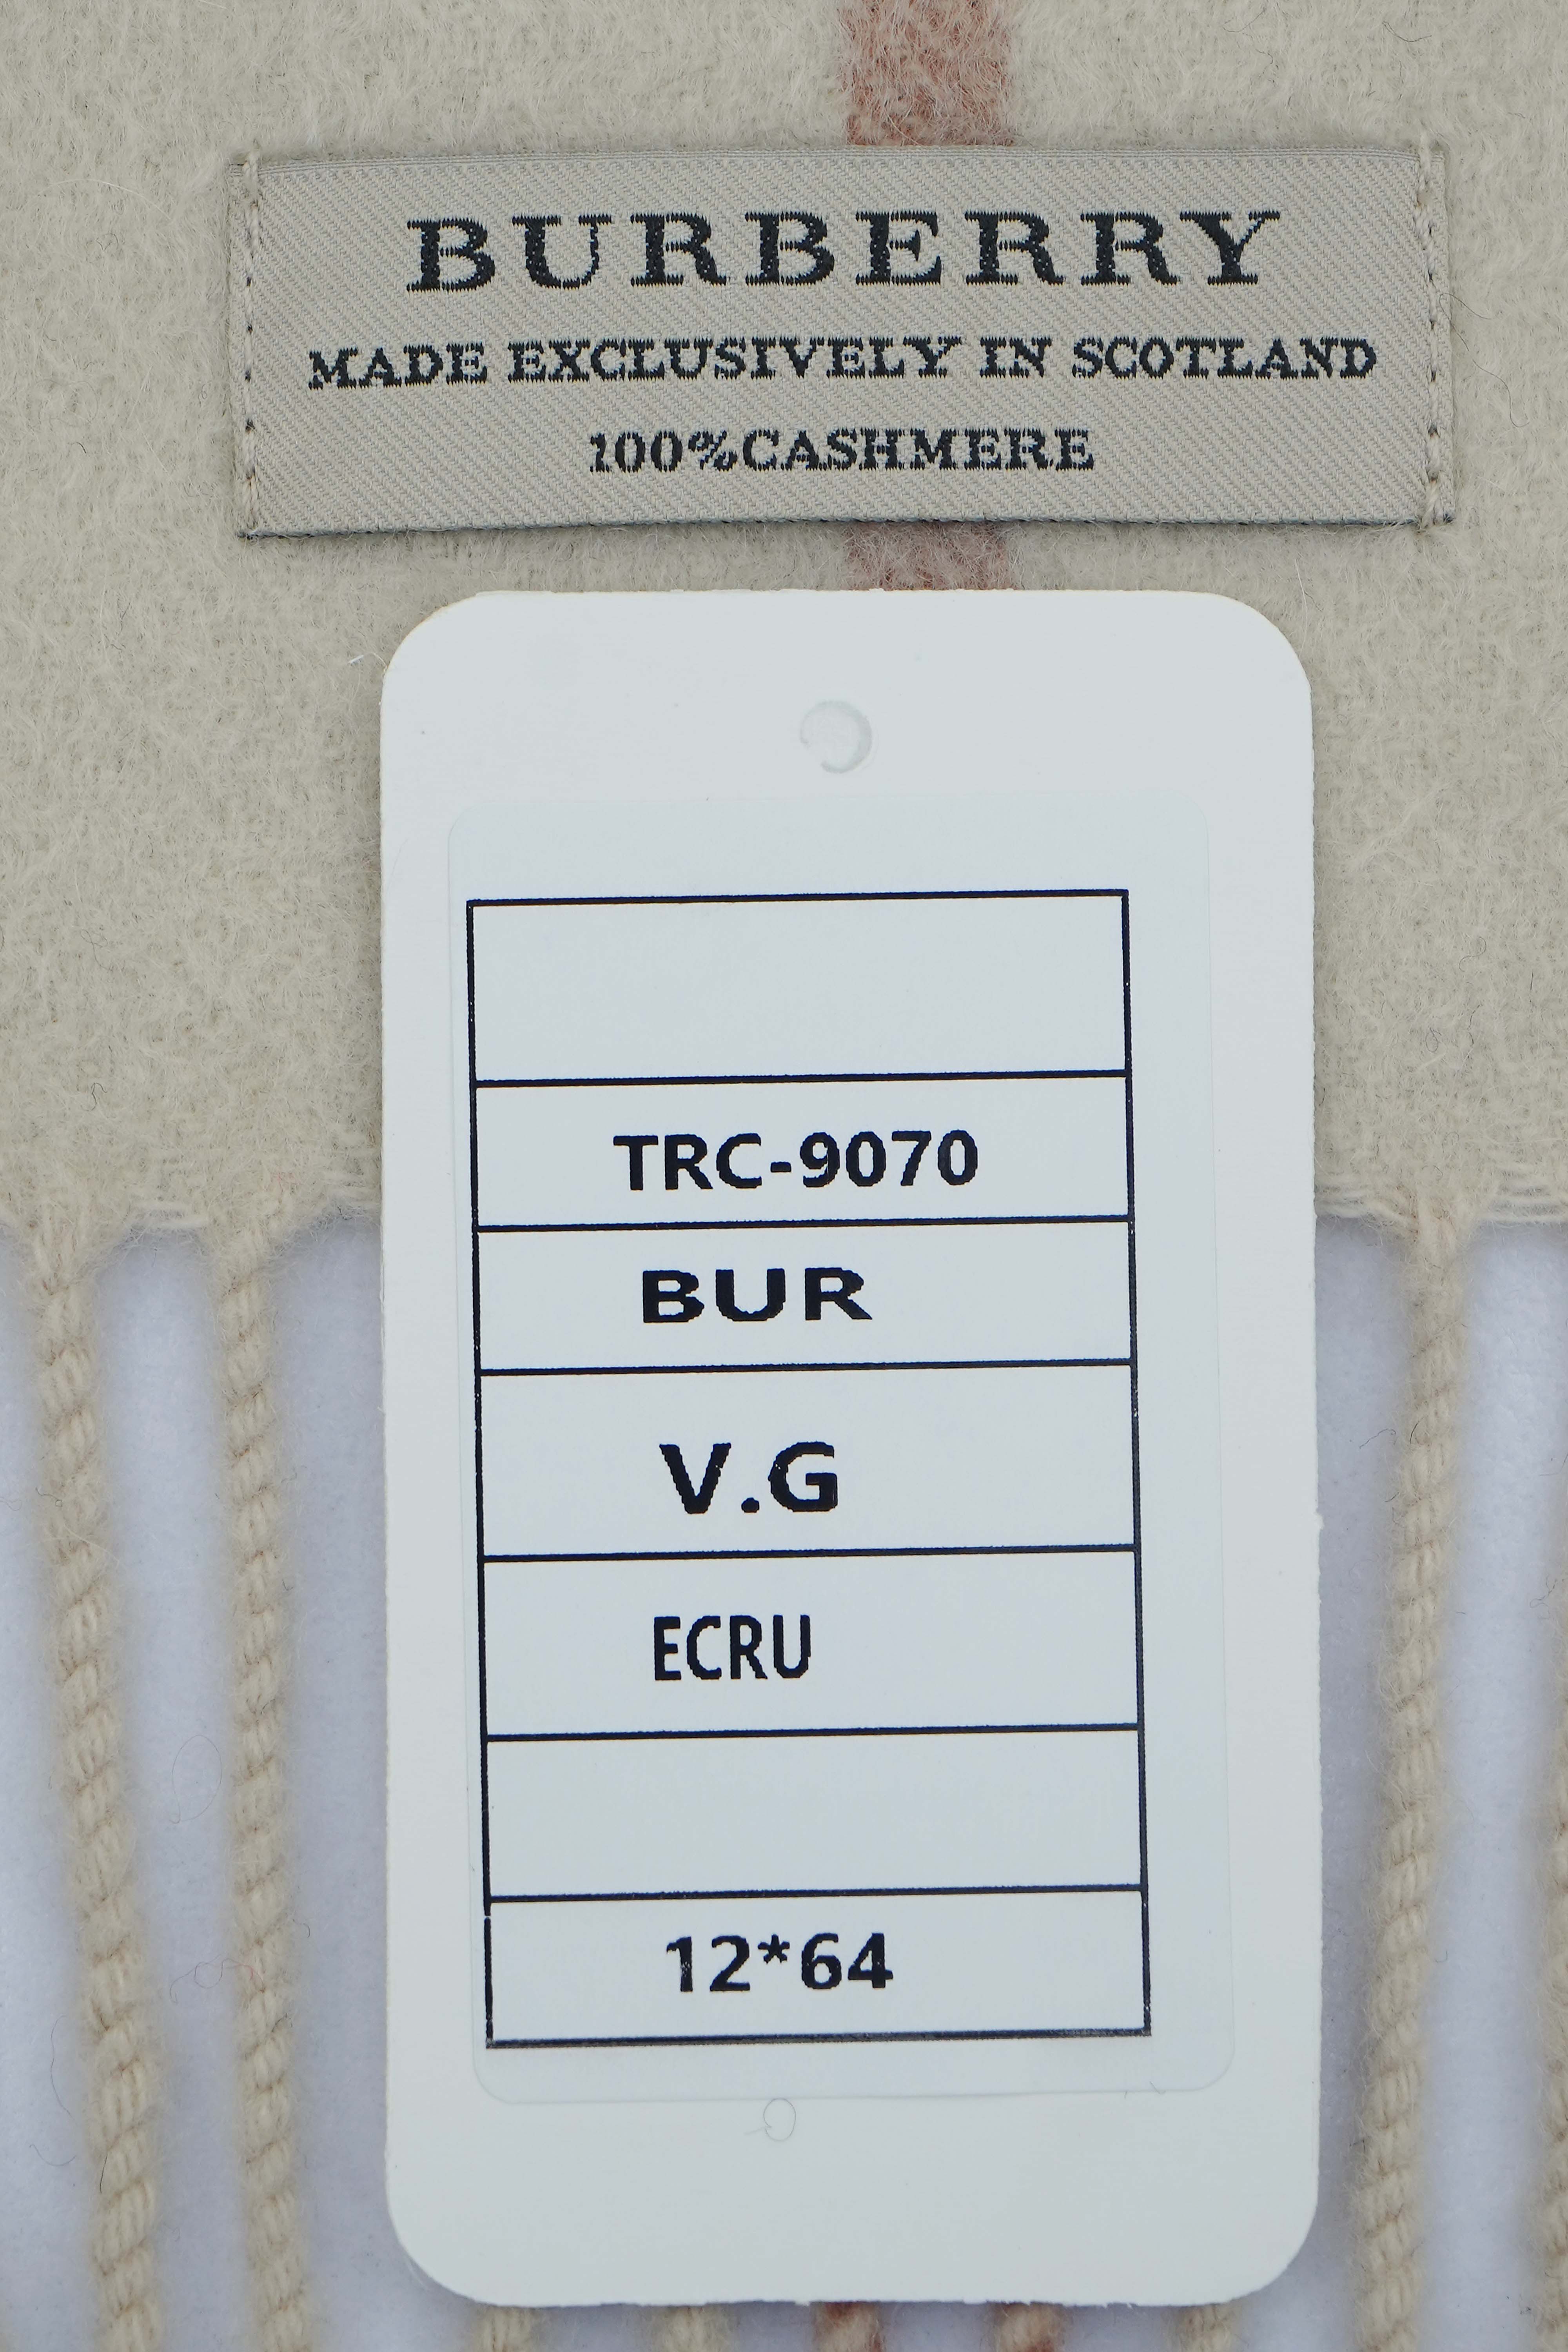 BURBERRY
MADE EXCLUSIVELY IN SCOTLAND
100%CASHMERE
TRC-9070
BUR
V.G
ECRU
12*64